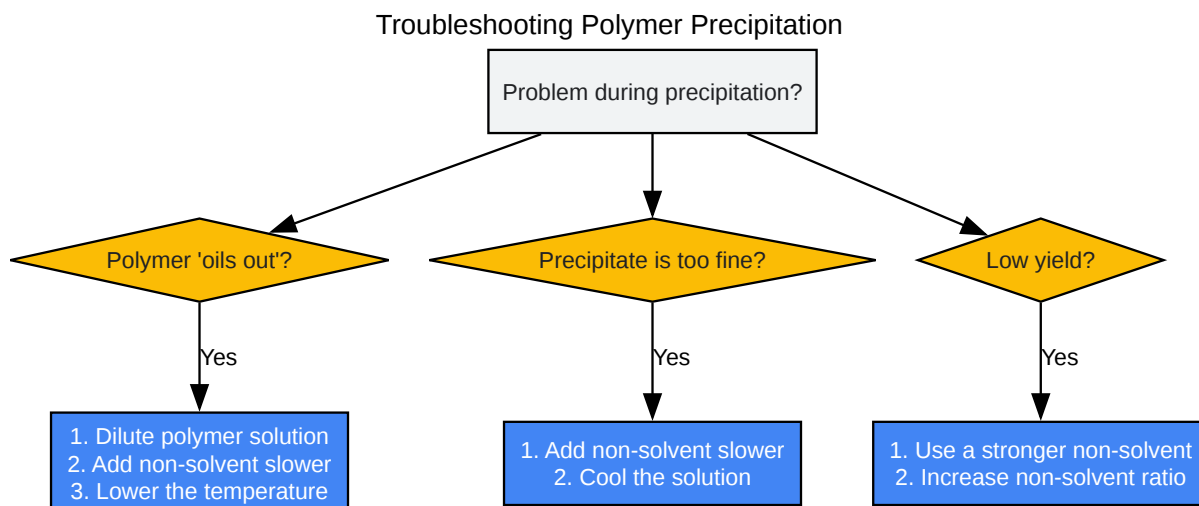 Troubleshooting Polymer Precipitation
Problem during precipitation?
Polymer 'oils out'?
Precipitate is too fine?
Low yield?
Yes
Yes
Yes
1. Dilute polymer solution
2. Add non-solvent slower
3. Lower the temperature
1. Add non-solvent slower
2. Cool the solution
1. Use a stronger non-solvent
2. Increase non-solvent ratio